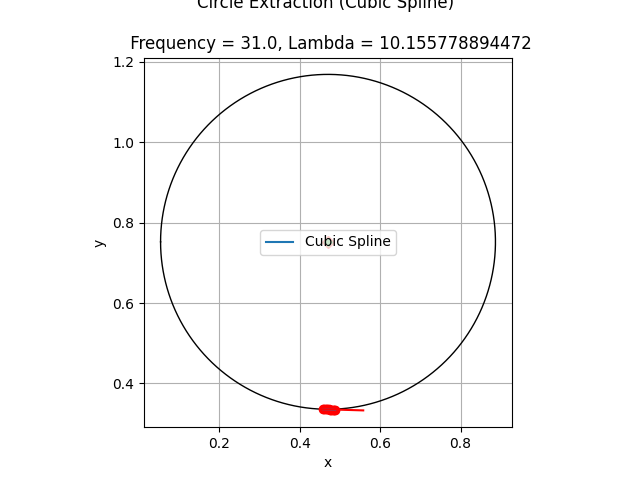 Circle Extraction (Cubic Spline)
Frequency = 31.0, Lambda = 10.155778894472
1.2
1.0
0.8
0.6
0.4
y
Cubic Spline
0.2 0.4 0.6 0.8
x